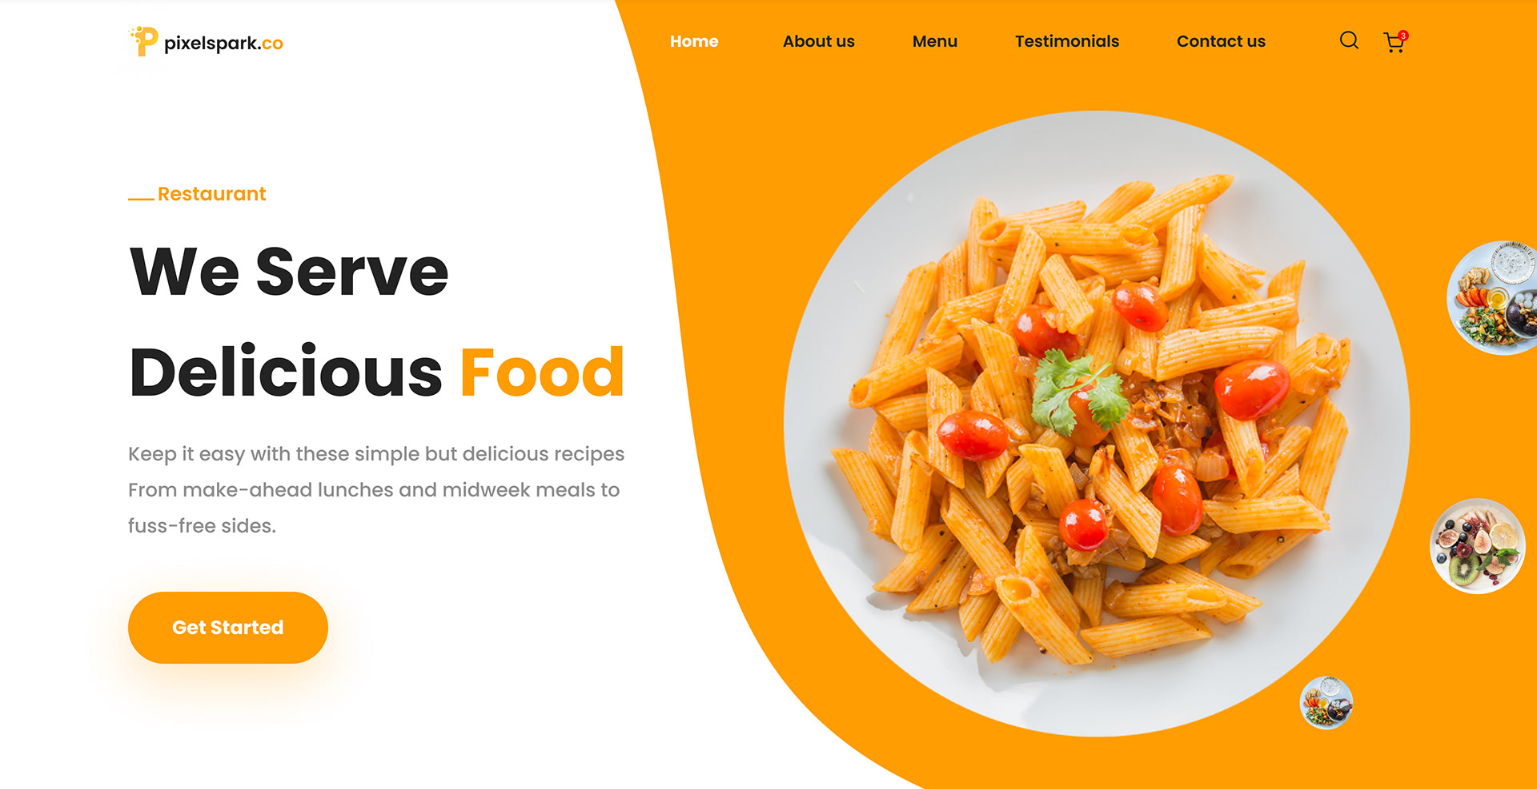 pixelspark.co
Home About us Menu Testimonials Contact us
3
Restaurant
We Serve
Delicious Food
Keep it easy with these simple but delicious recipes
From make-ahead lunches and midweek meals to
fuss-free sides.
Get Started